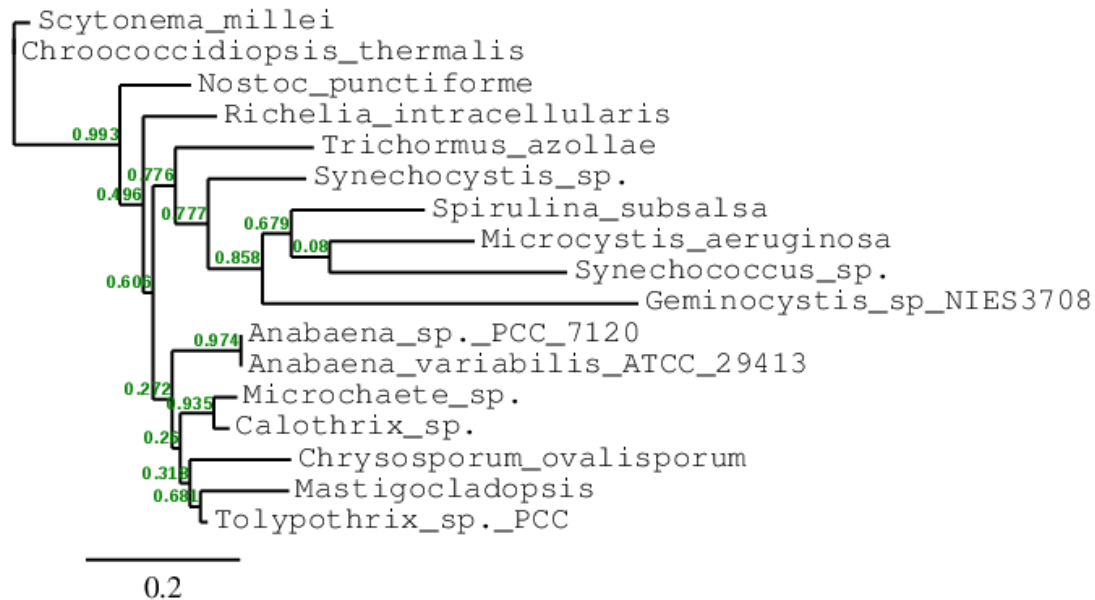 Scytonema_millei
Chroococcidiopsis_thermalis
Nostoc_punctiforme
0.993
Richelia_intracellularis
Trichormus_azollae
0.776
Synechocystis_sp.
0.496
0.777
Spirulina_subsalsa
0.679
Microcystis_aeruginosa
0.08
0.858
Synechococcus_sp.
0.606
Geminocystis_sp_NIES3708
Anabaena_sp._PCC_7120
0.974
Anabaena_variabilis_ATCC_29413
0.272
Microchaete_sp.
0.935
Calothrix_sp.
0.26
Chrysosporum_ovalisporum
0.318
Mastigocladopsis
0.681
Tolypothrix_sp._PCC
0.2